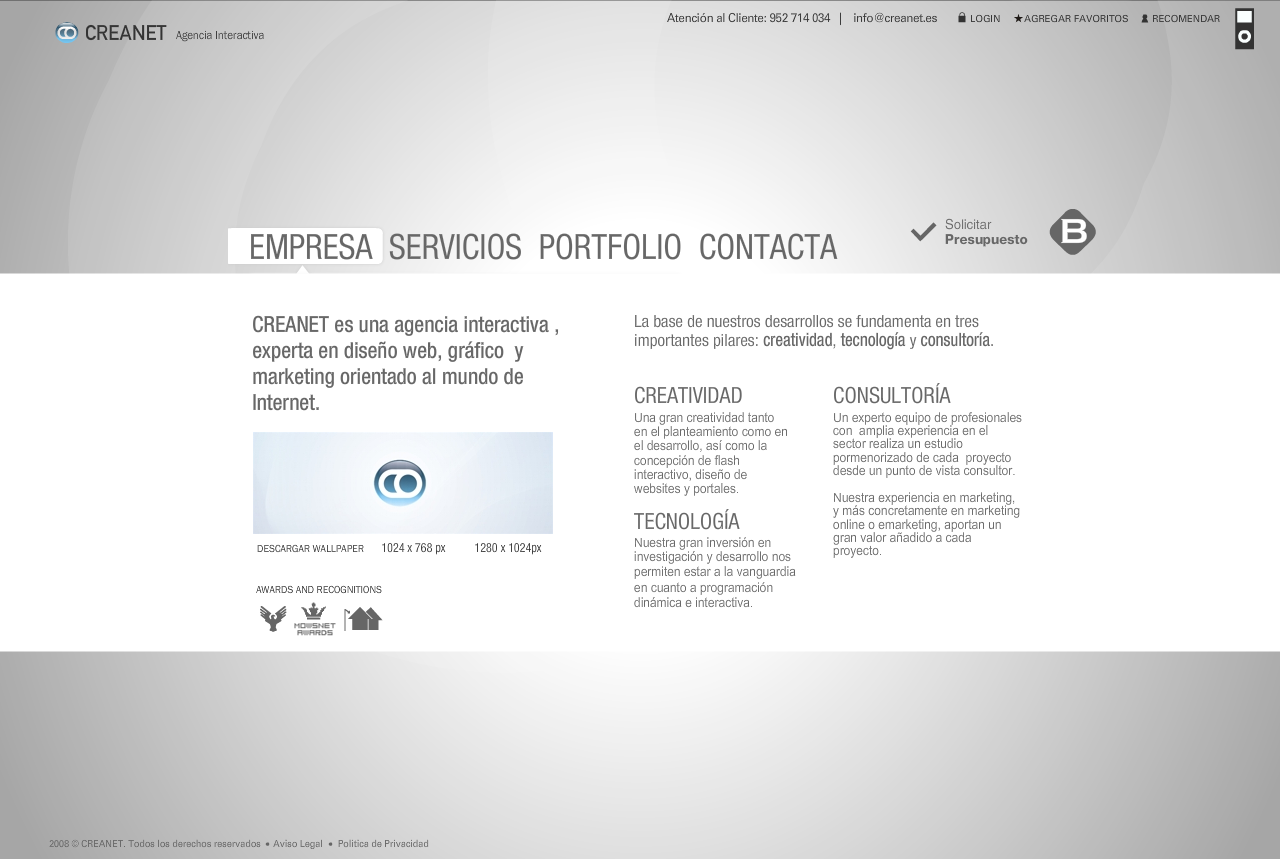 CREANET Agencia Interactiva
Atención al Cliente: 952 714 034 | info@creanet.es LOGIN AGREGAR FAVORITOS RECOMENDAR
Solicitar
Presupuesto
B
EMPRESA SERVICIOS PORTFOLIO CONTACTA
CREANET es una agencia interactiva ,
experta en diseño web, gráfico y
marketing orientado al mundo de
Internet.
DESCARGAR WALLPAPER 1024 x 768 px 1280 x 1024px
AWARDS AND RECOGNITIONS
MOWSNET
AWARDS
La base de nuestros desarrollos se fundamenta en tres
importantes pilares: creatividad, tecnología y consultoría.
CREATIVIDAD
Una gran creatividad tanto
en el planteamiento como en
el desarrollo, así como la
concepción de flash
interactivo, diseño de
websites y portales.
TECNOLOGÍA
Nuestra gran inversión en
investigación y desarrollo nos
permiten estar a la vanguardia
en cuanto a programación
dinámica e interactiva.
CONSULTORÍA
Un experto equipo de profesionales
con amplia experiencia en el
sector realiza un estudio
pormenorizado de cada proyecto
desde un punto de vista consultor.
Nuestra experiencia en marketing,
y más concretamente en marketing
online o emarketing, aportan un
gran valor añadido a cada
proyecto.
2008 © CREANET. Todos los derechos reservados ▪ Aviso Legal ▪ Politica de Privacidad